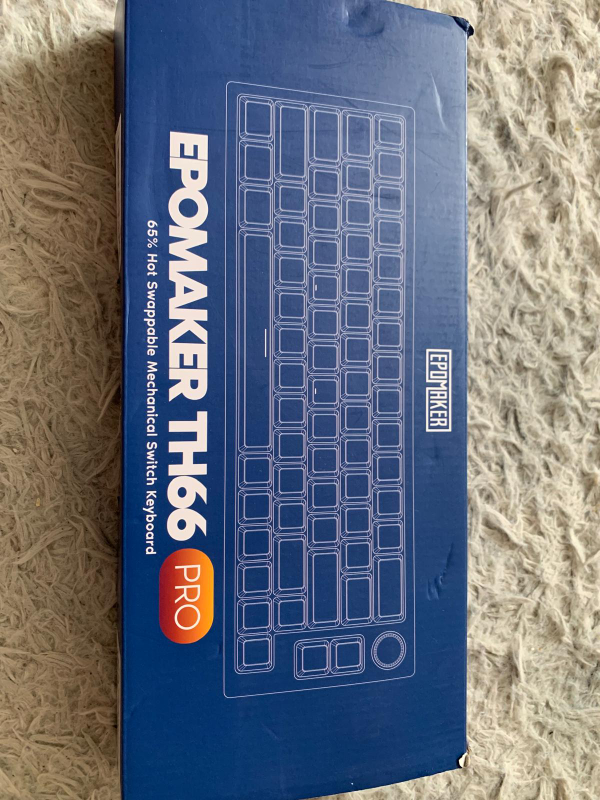 EPOMAKER
EPOMAKER TH66 PRO
65% Hot Swappable Mechanical Switch Keyboard